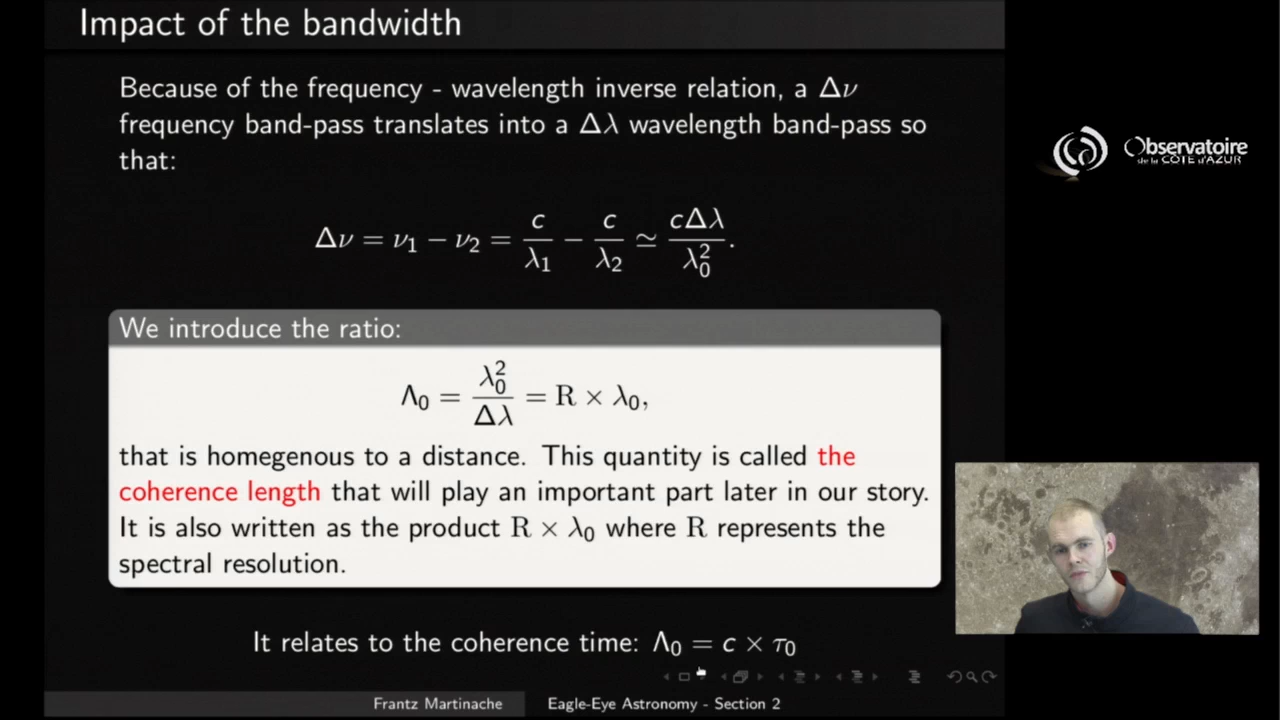 Impact of the bandwidth
Because of the frequency - wavelength inverse relation, a Δν
frequency band-pass translates into a Δλ wavelength band-pass so
that:
Δν = ν₁ − ν₂ = c/λ₁ − c/λ₂ ≃ cΔλ/λ₀².
We introduce the ratio:
Λ₀ = λ₀²/Δλ = R × λ₀,
that is homegenous to a distance. This quantity is called the
coherence length that will play an important part later in our story.
It is also written as the product R × λ₀ where R represents the
spectral resolution.
It relates to the coherence time: Λ₀ = c × τ₀
Frantz Martinache
Eagle-Eye Astronomy - Section 2
Observatoire
de la CÔTE d'AZUR